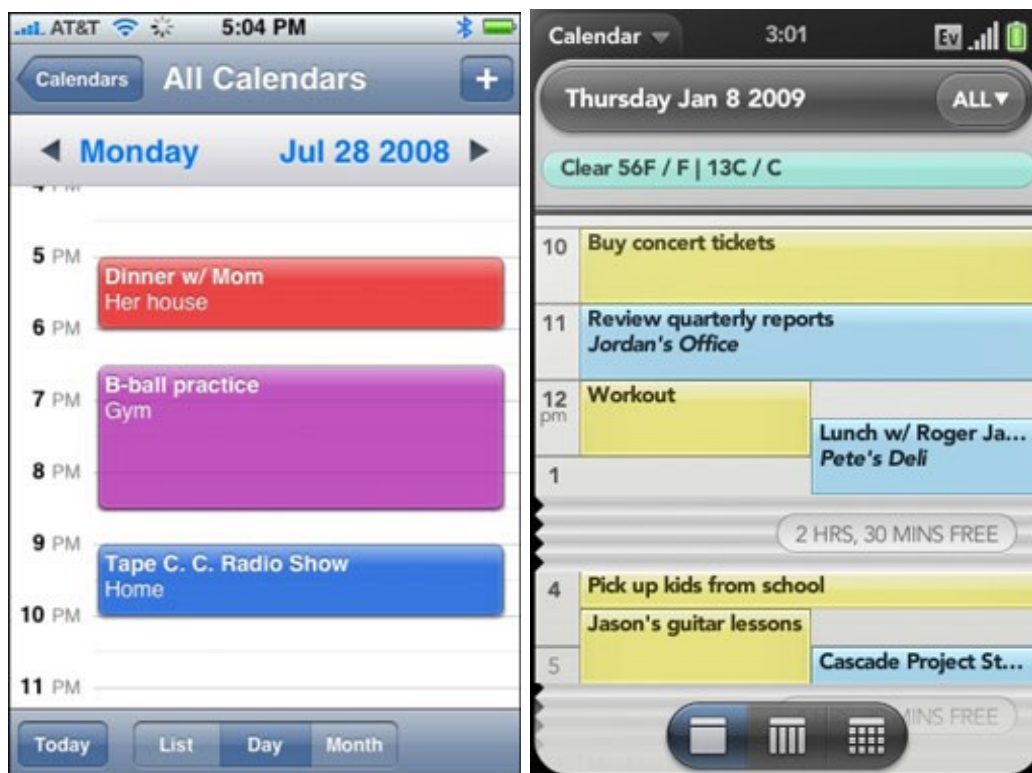 AT&T 5:04 PM
Calendars All Calendars +
Monday Jul 28 2008
5 PM
Dinner w/ Mom
Her house
6 PM
B-ball practice
7 PM
Gym
8 PM
9 PM
Tape C. C. Radio Show
Home
10 PM
11 PM
Today List Day Month
Calendar 3:01 Ev
Thursday Jan 8 2009 ALL
Clear 56F / F | 13C / C
10 Buy concert tickets
11 Review quarterly reports
Jordan's Office
12 Workout
pm
Lunch w/ Roger Ja...
Pete's Deli
1
2 HRS, 30 MINS FREE
4 Pick up kids from school
Jason's guitar lessons
5 Cascade Project St...
MINS FREE